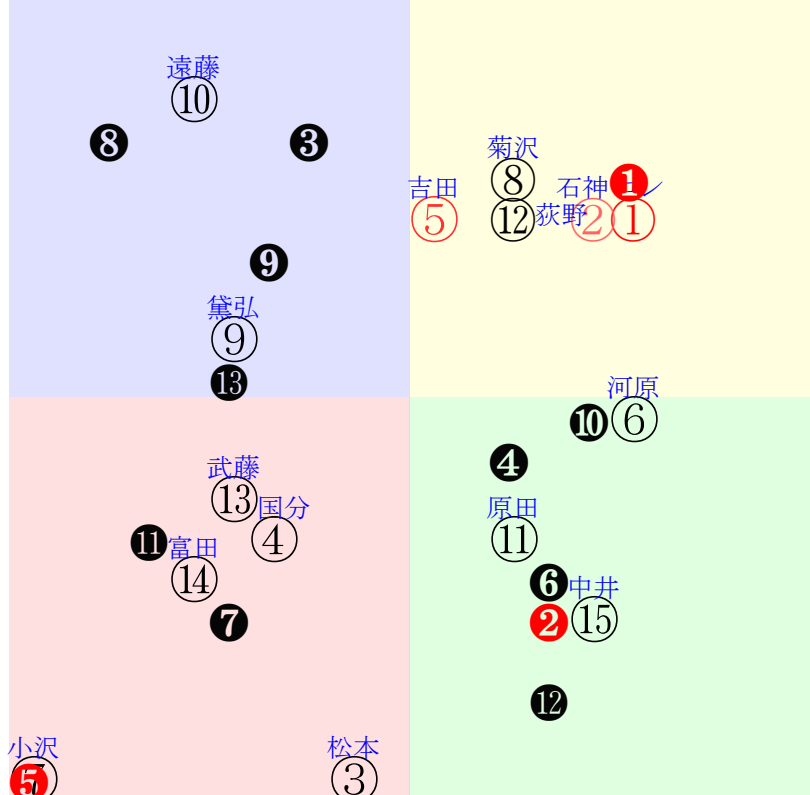 遠藤
⑩
❽
❸
菊沢
⑧
吉田
⑤
石神
❶
ン
荻野
⑫
②
①
❾
黛弘
⑨
⓭
河原
⑥
❿
❹
武藤
⑬
国分
④
原田
⑪
⓫
富田
⑭
❻
中井
⑮
❼
❷
⓬
小沢
❺
松本
③